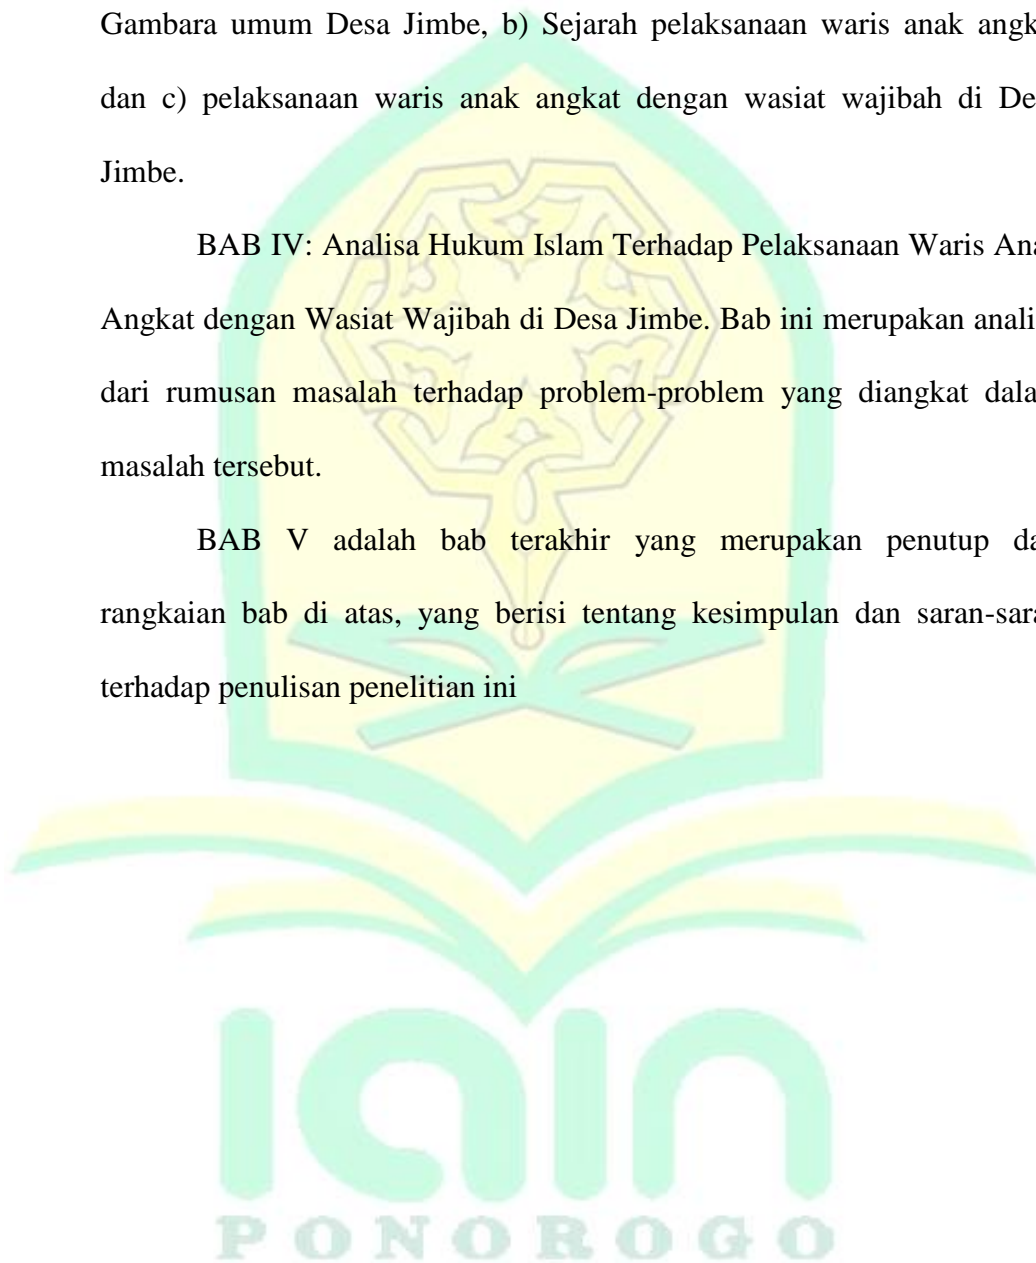 Gambara umum Desa Jimbe, b) Sejarah pelaksanaan waris anak angk
dan c) pelaksanaan waris anak angkat dengan wasiat wajibah di De
Jimbe.
BAB IV: Analisa Hukum Islam Terhadap Pelaksanaan Waris Ana
Angkat dengan Wasiat Wajibah di Desa Jimbe. Bab ini merupakan anali
dari rumusan masalah terhadap problem-problem yang diangkat dala
masalah tersebut.
BAB V adalah bab terakhir yang merupakan penutup da
rangkaian bab di atas, yang berisi tentang kesimpulan dan saran-sara
terhadap penulisan penelitian ini
iain
PONOROGO